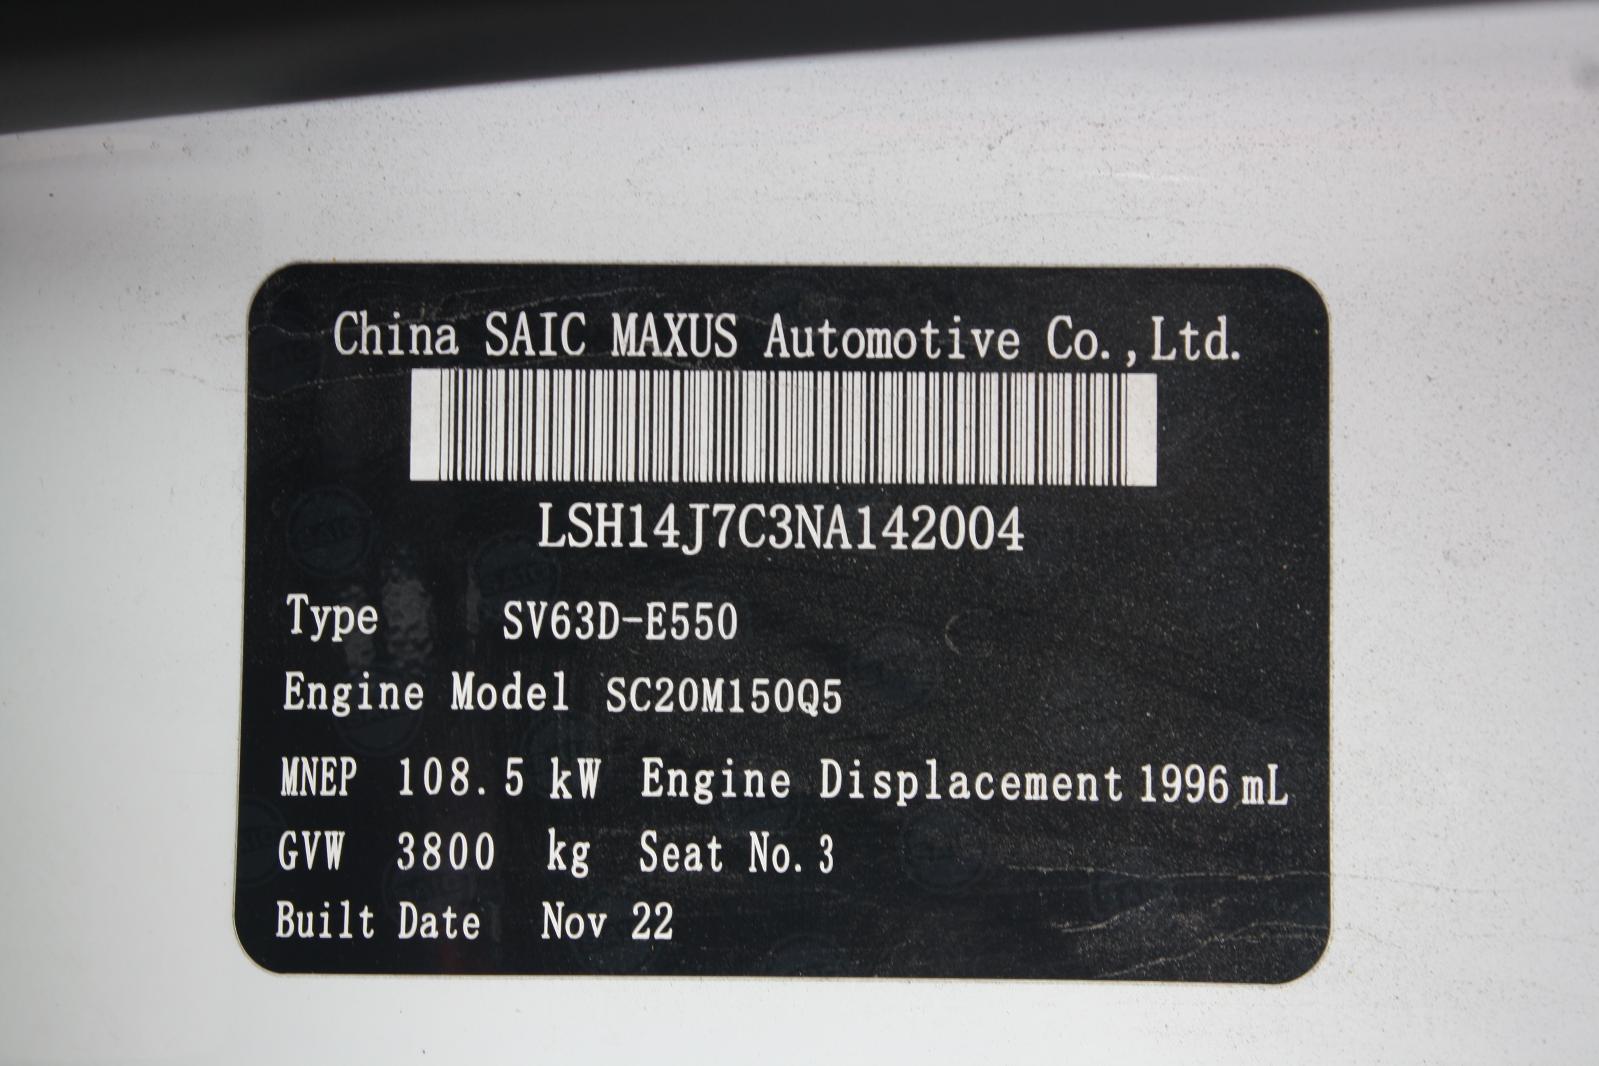 China SAIC MAXUS Automotive Co.,Ltd.
LSH14J7C3NA142004
Type SV63D-E550
Engine Model SC20M150Q5
MNEP 108.5 kW Engine Displacement 1996 mL
GVW 3800 kg Seat No. 3
Built Date Nov 22